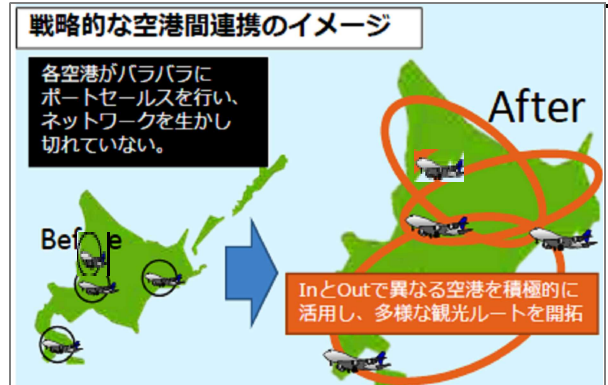 戦略的な空港間連携のイメージ
各空港がバラバラに
ポートセールスを行い、
ネットワークを生かし
切れていない。
After
Before
InとOutで異なる空港を積極的に
活用し、多様な観光ルートを開拓